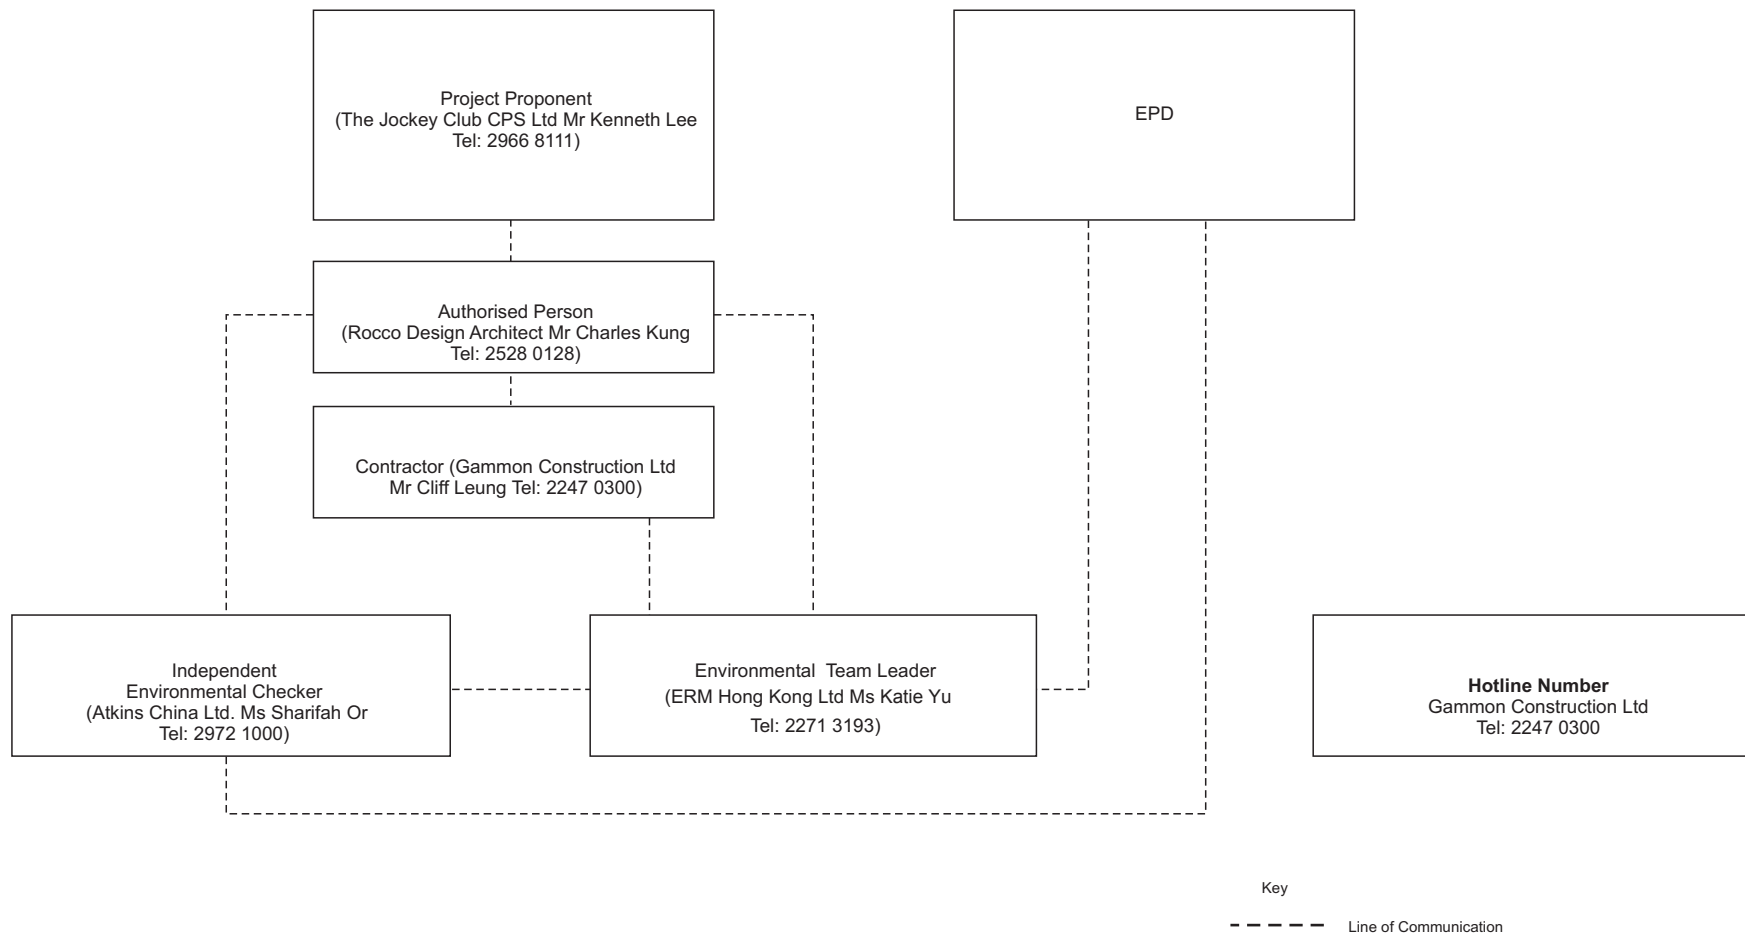 Project Proponent
(The Jockey Club CPS Ltd Mr Kenneth Lee
Tel: 2966 8111)
EPD
Authorised Person
(Rocco Design Architect Mr Charles Kung
Tel: 2528 0128)
Contractor (Gammon Construction Ltd
Mr Cliff Leung Tel: 2247 0300)
Independent
Environmental Checker
(Atkins China Ltd. Ms Sharifah Or
Tel: 2972 1000)
Environmental Team Leader
(ERM Hong Kong Ltd Ms Katie Yu
Tel: 2271 3193)
Hotline Number
Gammon Construction Ltd
Tel: 2247 0300
Key
Line of Communication